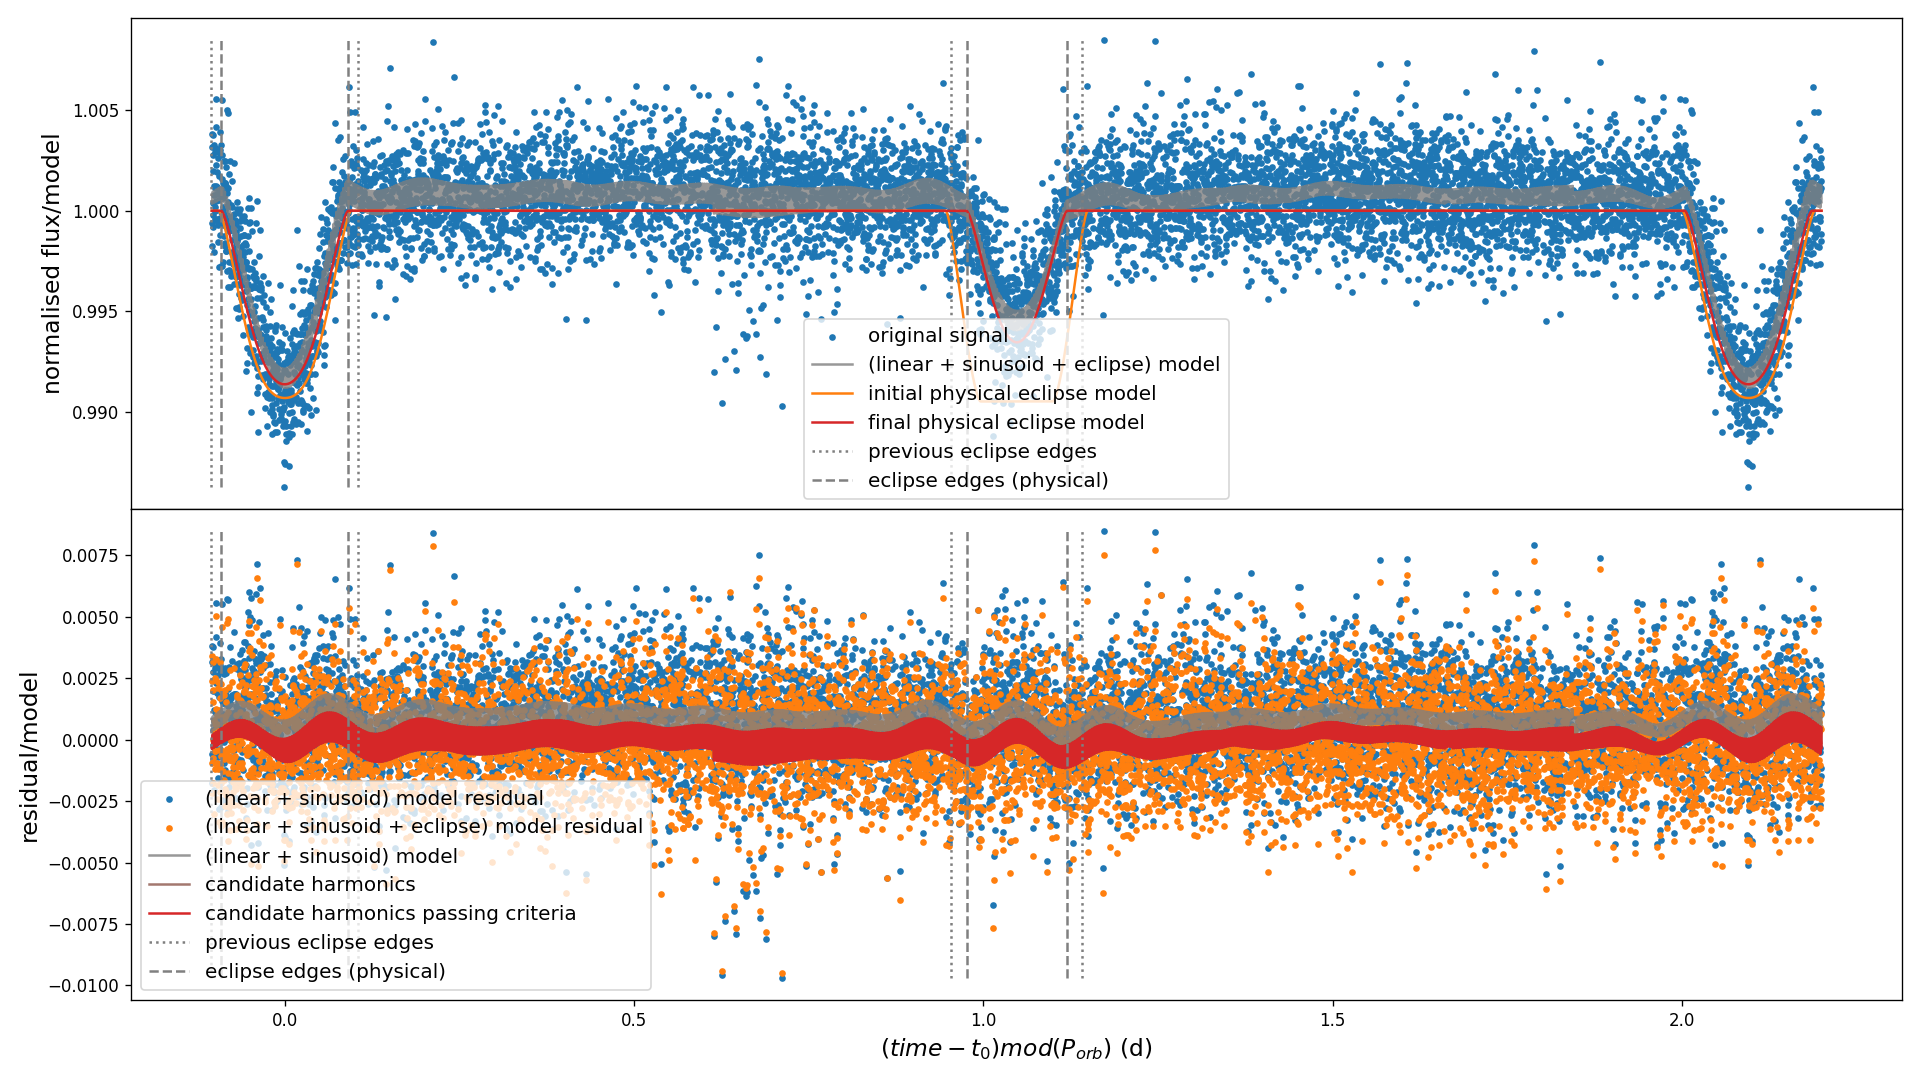 normalised flux/model
1.005
1.000
0.995
0.990
original signal
(linear + sinusoid + eclipse) model
initial physical eclipse model
final physical eclipse model
previous eclipse edges
eclipse edges (physical)
residual/model
0.0075
0.0050
0.0025
0.0000
−0.0025
−0.0050
−0.0075
−0.0100
(linear + sinusoid) model residual
(linear + sinusoid + eclipse) model residual
(linear + sinusoid) model
candidate harmonics
candidate harmonics passing criteria
previous eclipse edges
eclipse edges (physical)
0.0 0.5 1.0 1.5 2.0
(time − t₀)mod(P_orb) (d)